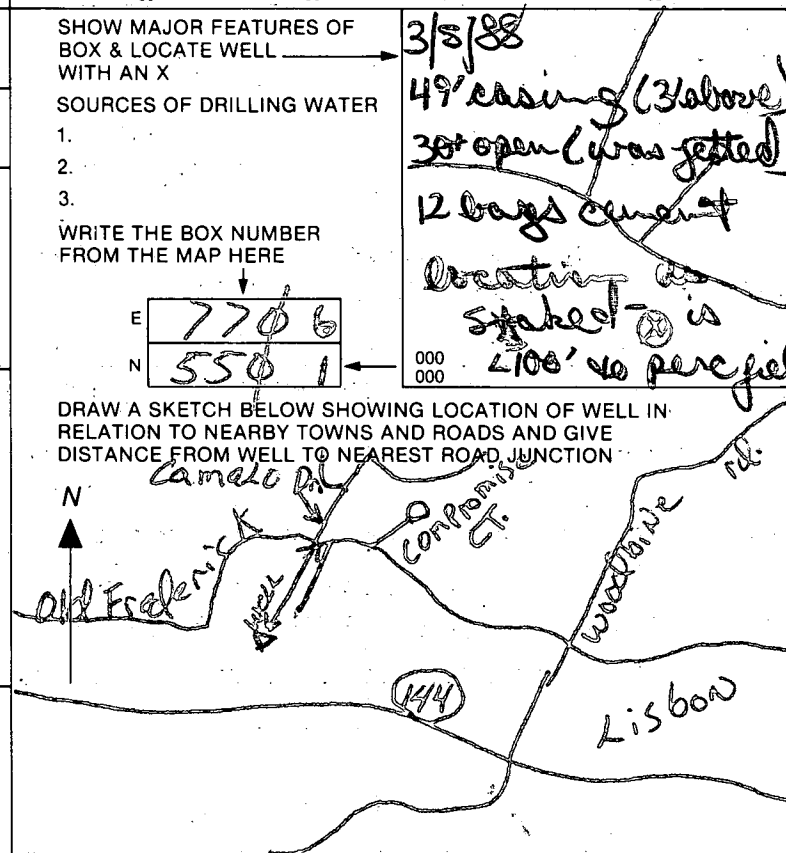 SHOW MAJOR FEATURES OF
BOX & LOCATE WELL
WITH AN X
SOURCES OF DRILLING WATER
1.
2.
3.
WRITE THE BOX NUMBER
FROM THE MAP HERE
E 770 6
N 550 1
3/8/88
49' casing (3' above)
30+ open (was jetted)
12 bags cement
location as
staked - X is
<100' to perc
000
000
DRAW A SKETCH BELOW SHOWING LOCATION OF WELL IN
RELATION TO NEARBY TOWNS AND ROADS AND GIVE
DISTANCE FROM WELL TO NEAREST ROAD JUNCTION
N
Camalo Dr.
Compromise
CT.
Old Frederick
Woodbine rd.
144
Lisbon